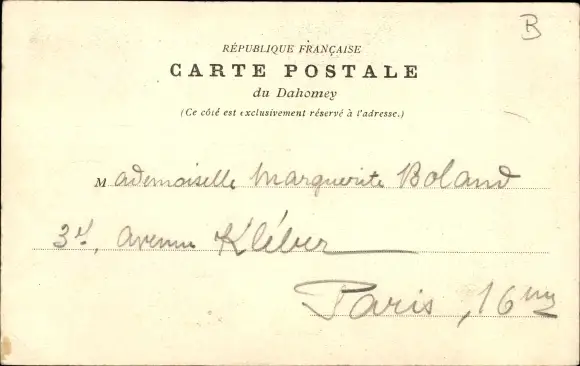 B
RÉPUBLIQUE FRANÇAISE
CARTE POSTALE
du Dahomey
(Ce côté est exclusivement réservé à l'adresse.)
Mademoiselle Marguerite Boland
avenue Kléber
Paris, 16me